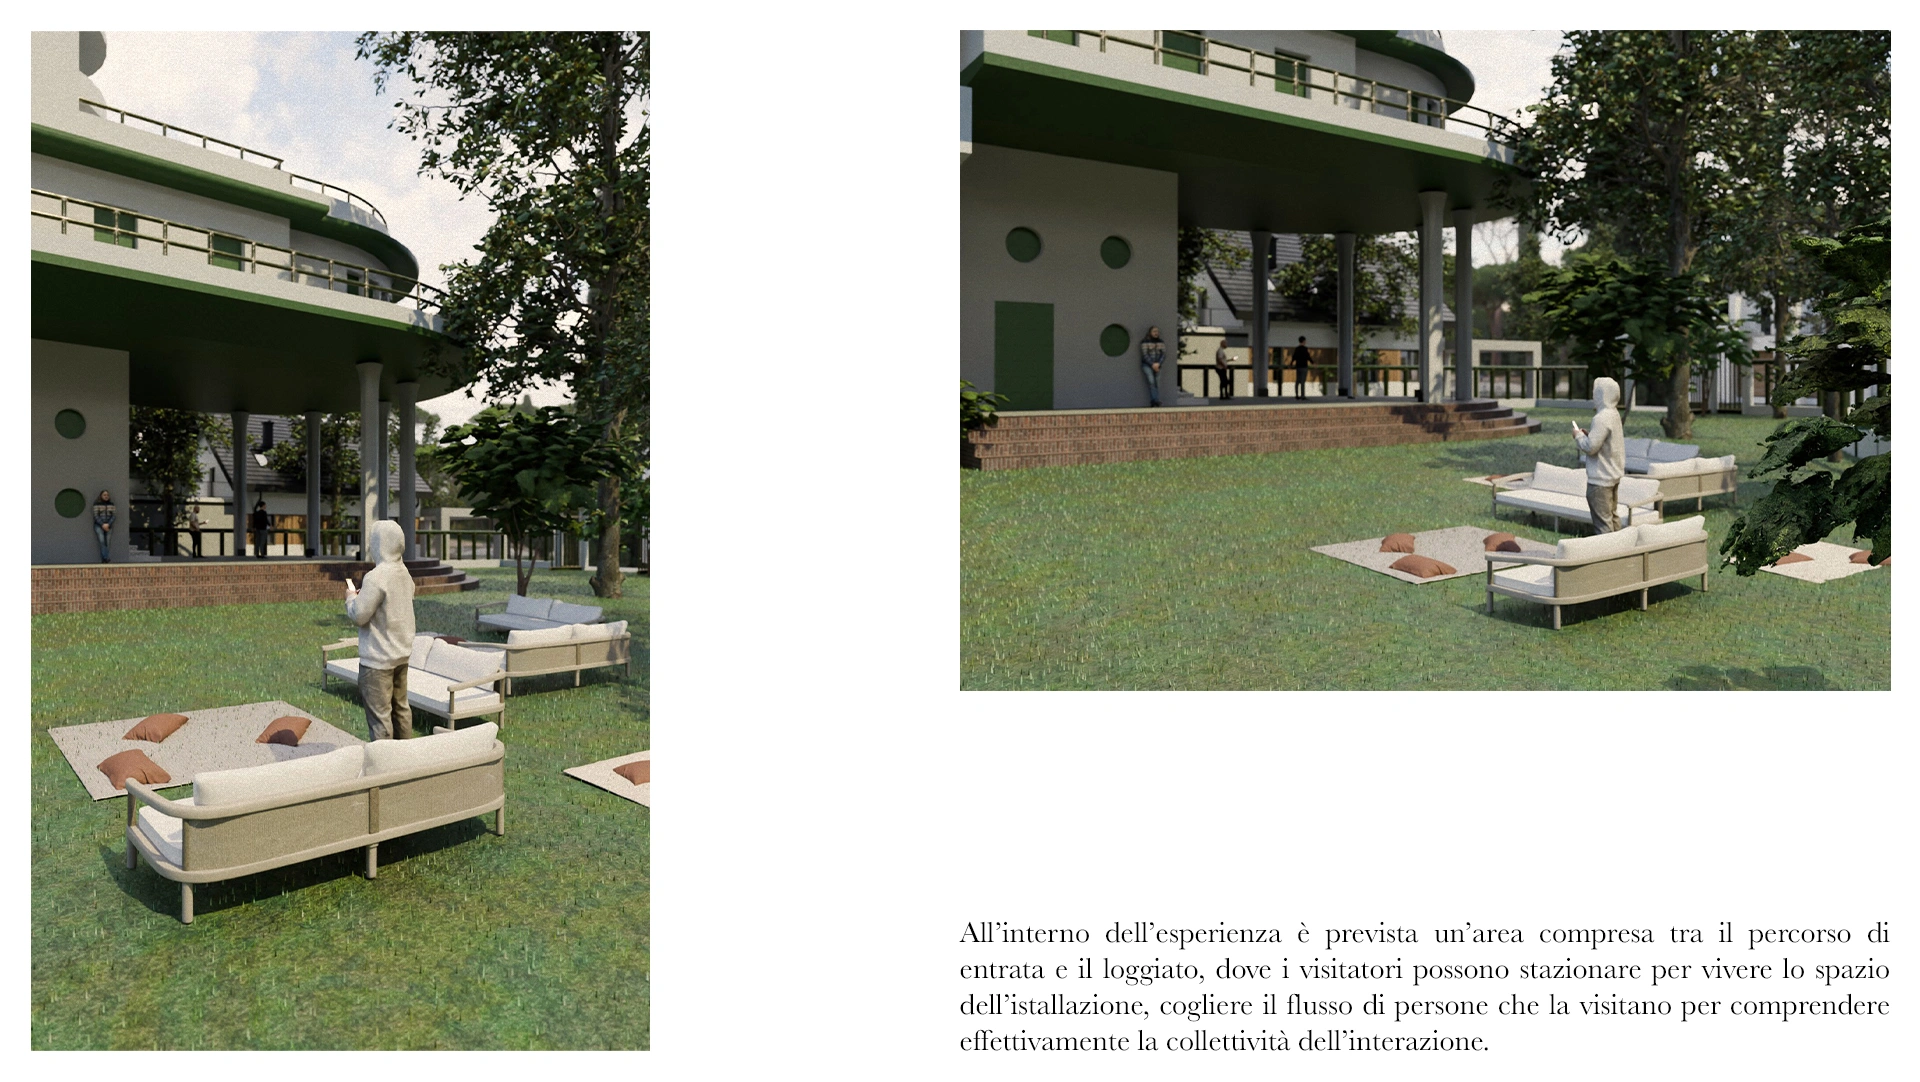 All’interno dell’esperienza è prevista un’area compresa tra il percorso di
entrata e il loggiato, dove i visitatori possono stazionare per vivere lo spazio
dell’istallazione, cogliere il flusso di persone che la visitano per comprendere
effettivamente la collettività dell’interazione.